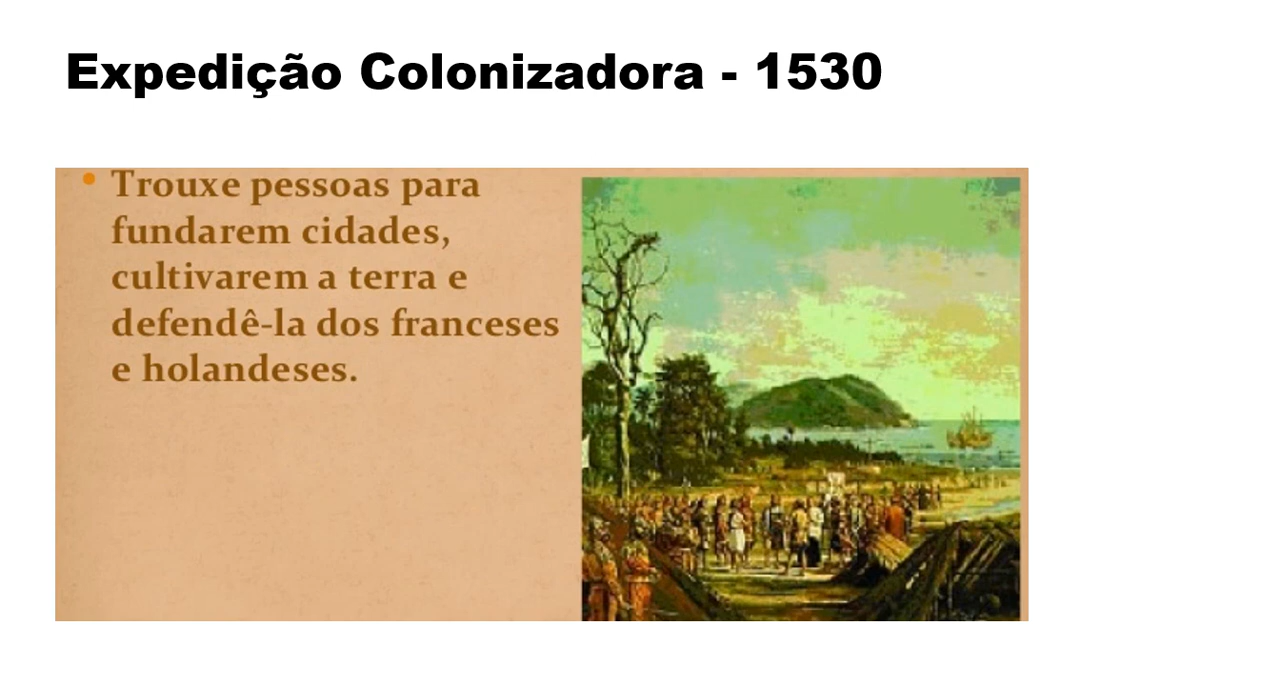 Expedição Colonizadora - 1530
• Trouxe pessoas para
fundarem cidades,
cultivarem a terra e
defendê-la dos franceses
e holandeses.